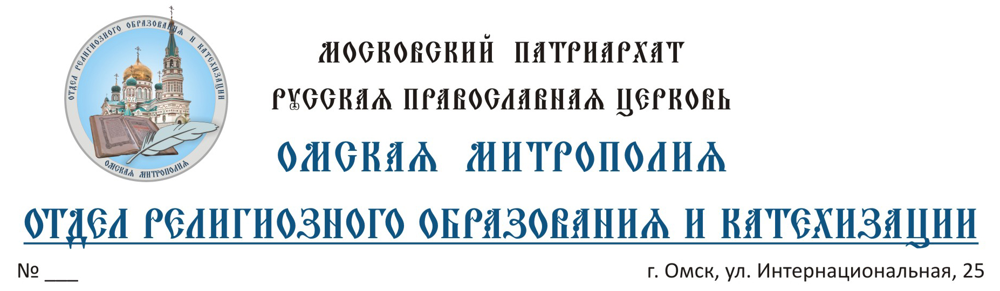 ОТДЕЛ РЕЛИГИОЗНОГО ОБРАЗОВАНИЯ И КАТЕХИЗАЦИИ
ОМСКАЯ МИТРОПОЛИЯ
МОСКОВСКИЙ ПАТРИАРХАТ
РУССКАЯ ПРАВОСЛАВНАЯ ЦЕРКОВЬ
ОМСКАЯ МИТРОПОЛИЯ
ОТДЕЛ РЕЛИГИОЗНОГО ОБРАЗОВАНИЯ И КАТЕХИЗАЦИИ
№ ___
г. Омск, ул. Интернациональная, 25